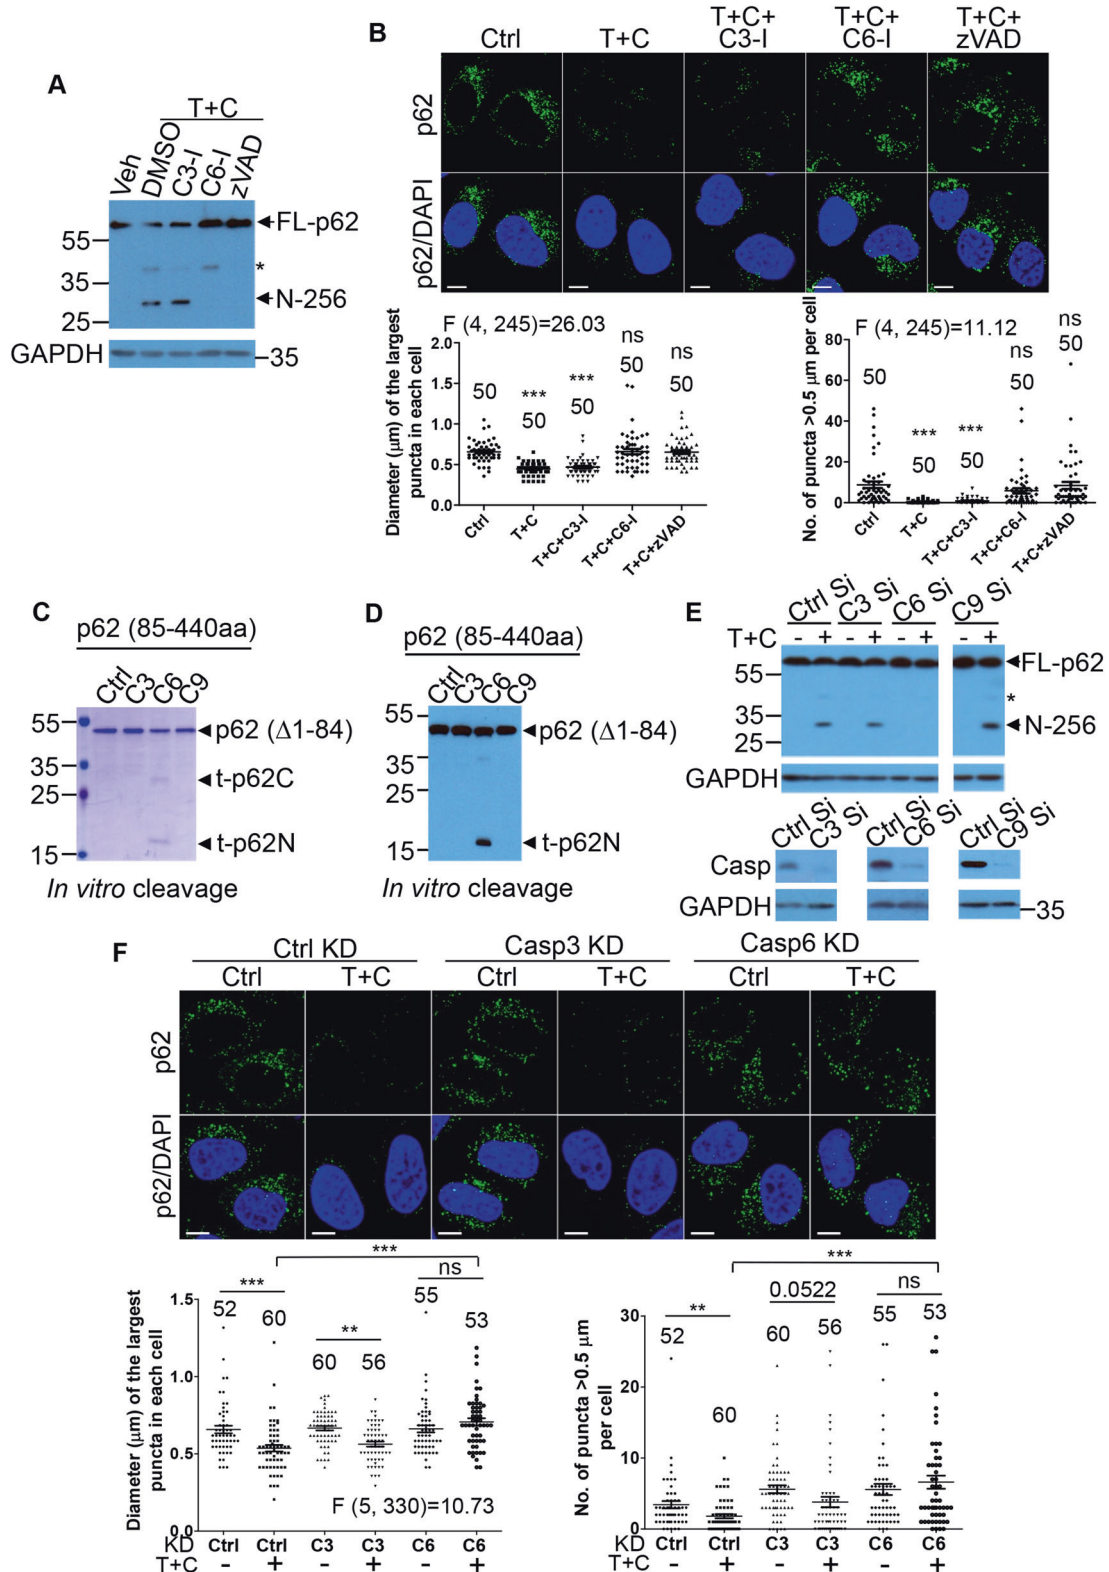 A
T+C
Veh
DMSO
C3-I
C6-I
zVAD
FL-p62
55
*
35
N-256
25
GAPDH
35
B
Ctrl
T+C
T+C+
C3-I
T+C+
C6-I
T+C+
zVAD
p62
p62/DAPI
F (4, 245)=26.03
Diameter (μm) of the largest
puncta in each cell
2.0
1.5
1.0
0.5
0.0
50
***
50
***
50
ns
50
ns
50
Ctrl
T+C
T+C+C3-I
T+C+C6-I
T+C+zVAD
F (4, 245)=11.12
No. of puncta >0.5 μm per cell
80
60
40
20
0
50
***
50
***
50
ns
50
ns
50
Ctrl
T+C
T+C+C3-I
T+C+C6-I
T+C+zVAD
C
p62 (85-440aa)
Ctrl
C3
C6
C9
55
p62 (Δ1-84)
35
t-p62C
25
t-p62N
15
In vitro cleavage
D
p62 (85-440aa)
Ctrl
C3
C6
C9
55
p62 (Δ1-84)
35
25
t-p62N
15
In vitro cleavage
E
Ctrl Si
C3 Si
C6 Si
C9 Si
T+C - + - + - + - +
FL-p62
55
*
35
N-256
25
GAPDH
Ctrl Si
C3 Si
Ctrl Si
C6 Si
Ctrl Si
C9 Si
Casp
GAPDH
35
F
Ctrl KD
Casp3 KD
Casp6 KD
Ctrl
T+C
Ctrl
T+C
Ctrl
T+C
p62
p62/DAPI
Diameter (μm) of the largest
puncta in each cell
1.5
1.0
0.5
0.0
***
***
ns
**
52
60
60
56
55
53
F (5, 330)=10.73
KD Ctrl Ctrl C3 C3 C6 C6
T+C - + - + - +
No. of puncta >0.5 μm
per cell
30
20
10
0
***
**
0.0522
ns
52
60
60
56
55
53
Ctrl Ctrl C3 C3 C6 C6
- + - + - +